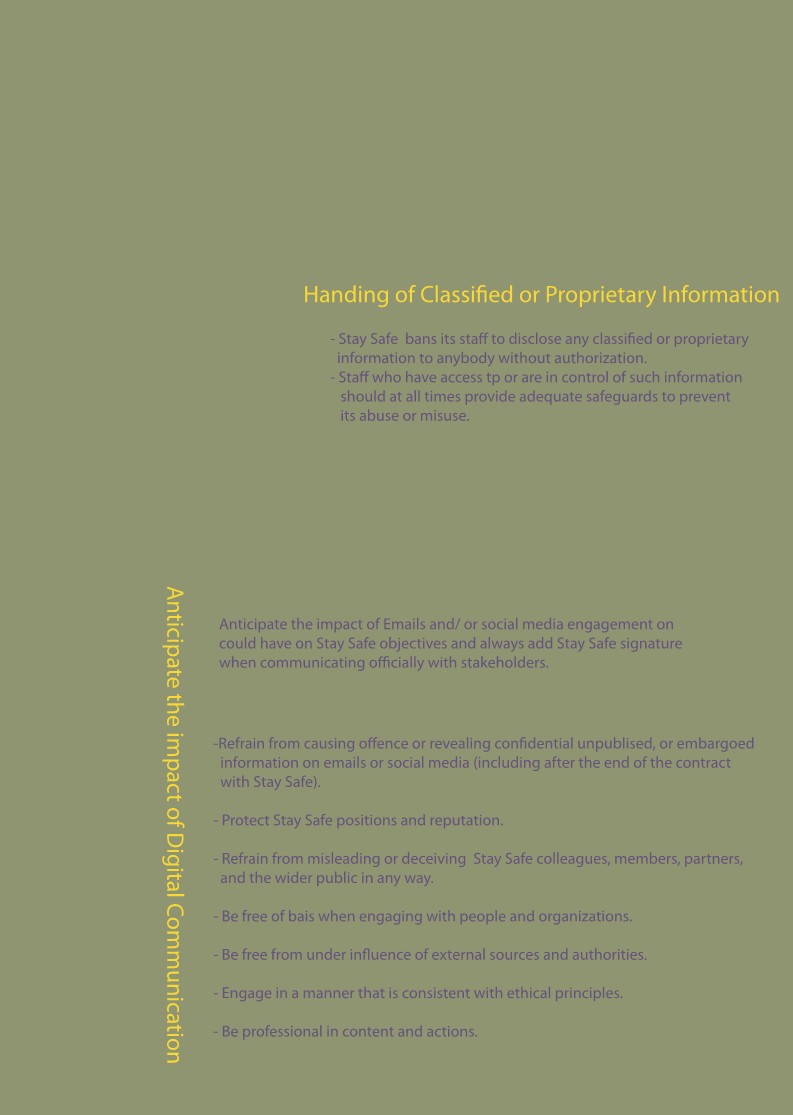 Handing of Classified or Proprietary Information
- Stay Safe  bans its staff to disclose any classified or proprietary
information to anybody without authorization.
- Staff who have access tp or are in control of such information
should at all times provide adequate safeguards to prevent
its abuse or misuse.
Anticipate the impact of Digital Communication
Anticipate the impact of Emails and/ or social media engagement on
could have on Stay Safe objectives and always add Stay Safe signature
when communicating officially with stakeholders.
-Refrain from causing offence or revealing confidential unpublised, or embargoed
information on emails or social media (including after the end of the contract
with Stay Safe).
- Protect Stay Safe positions and reputation.
- Refrain from misleading or deceiving  Stay Safe colleagues, members, partners,
and the wider public in any way.
- Be free of bais when engaging with people and organizations.
- Be free from under influence of external sources and authorities.
- Engage in a manner that is consistent with ethical principles.
- Be professional in content and actions.